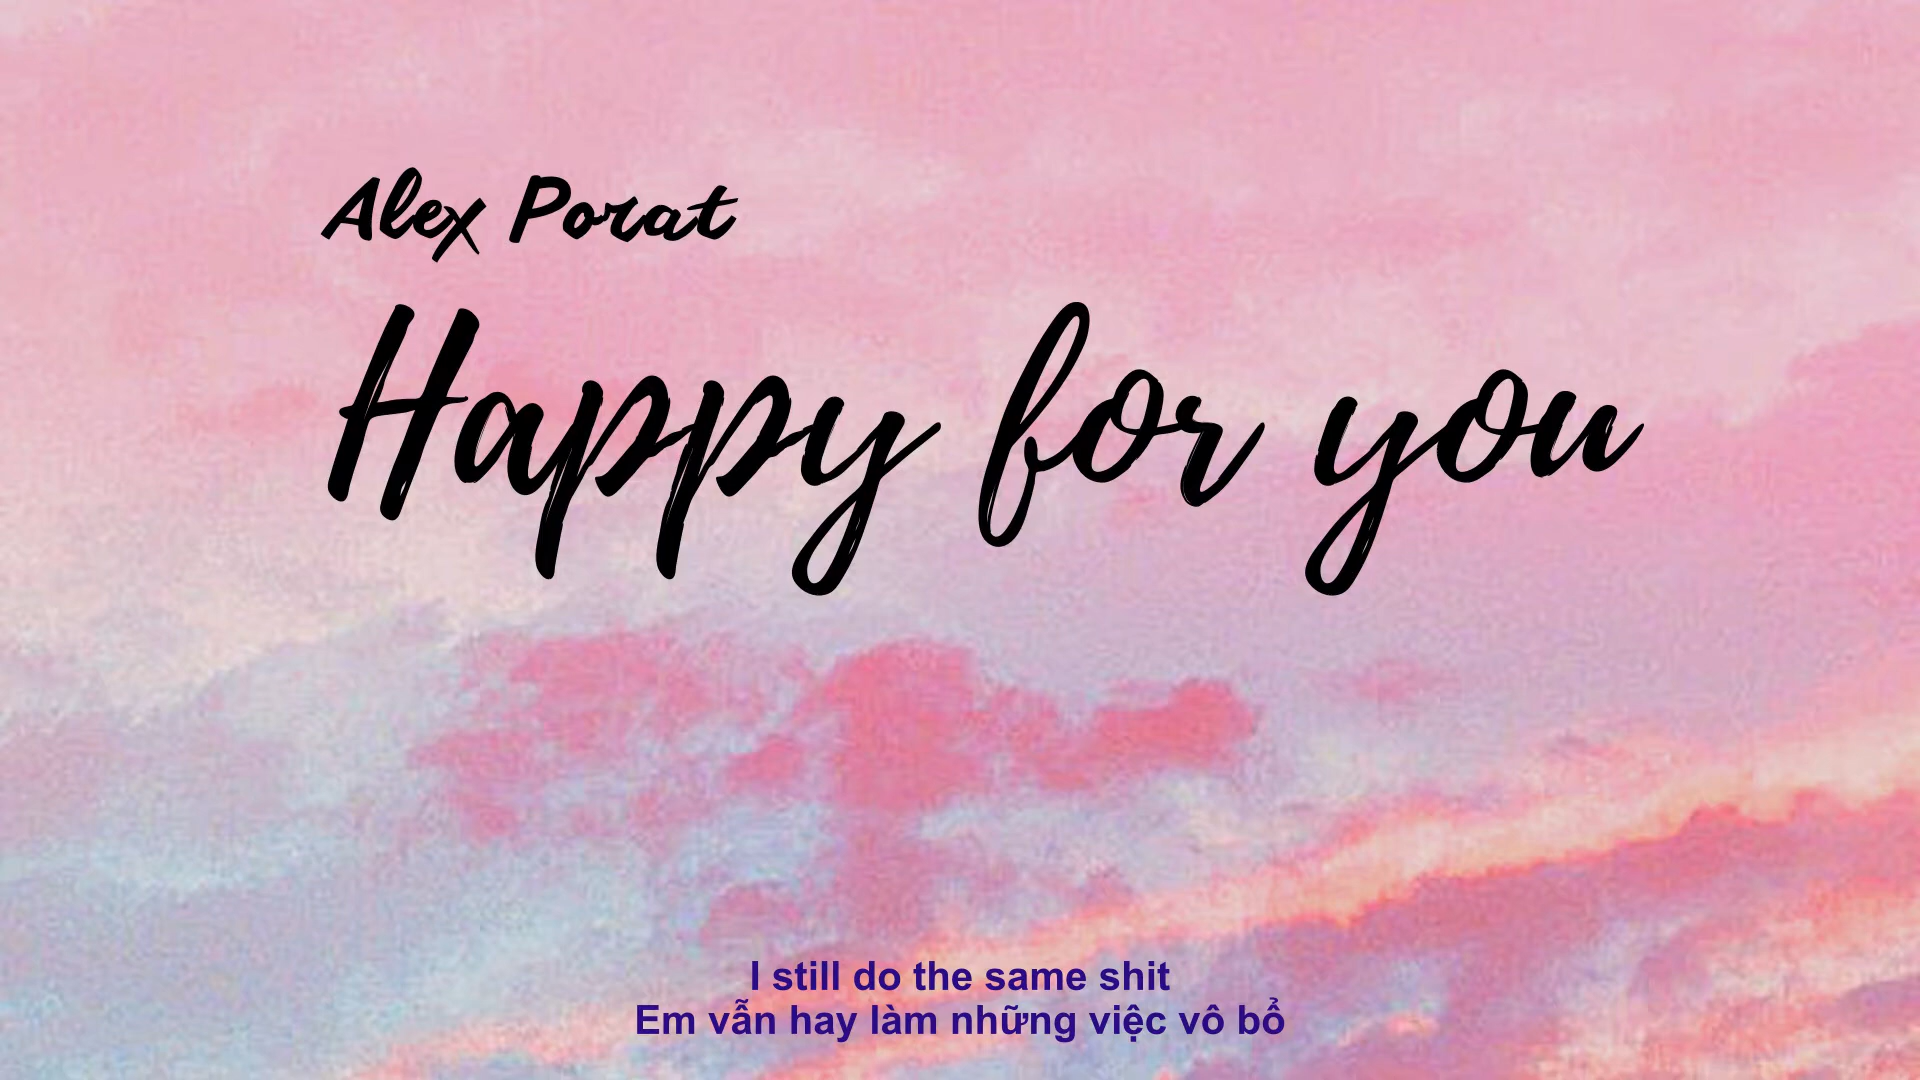 Alex Porat
Happy for you
I still do the same shit
Em vẫn hay làm những việc vô bổ